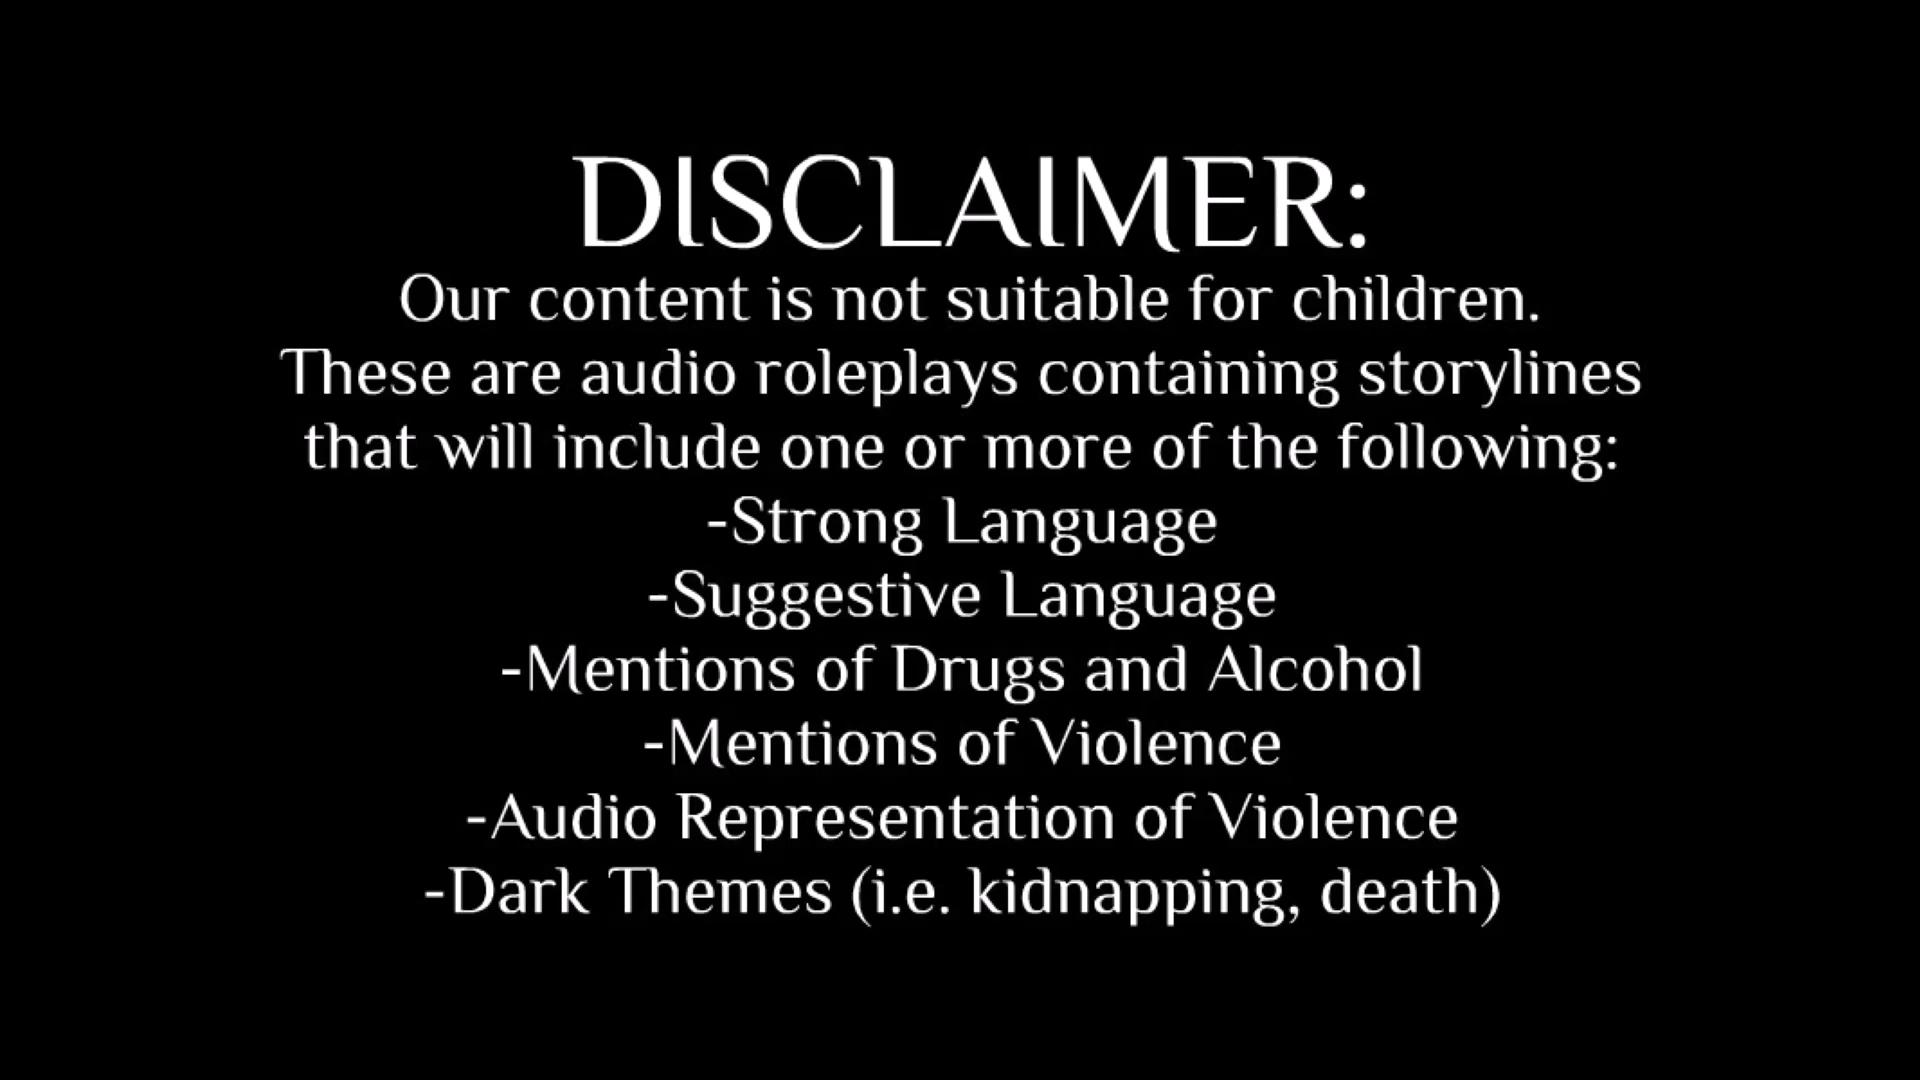 DISCLAIMER:
Our content is not suitable for children.
These are audio roleplays containing storylines
that will include one or more of the following:
-Strong Language
-Suggestive Language
-Mentions of Drugs and Alcohol
-Mentions of Violence
-Audio Representation of Violence
-Dark Themes (i.e. kidnapping, death)